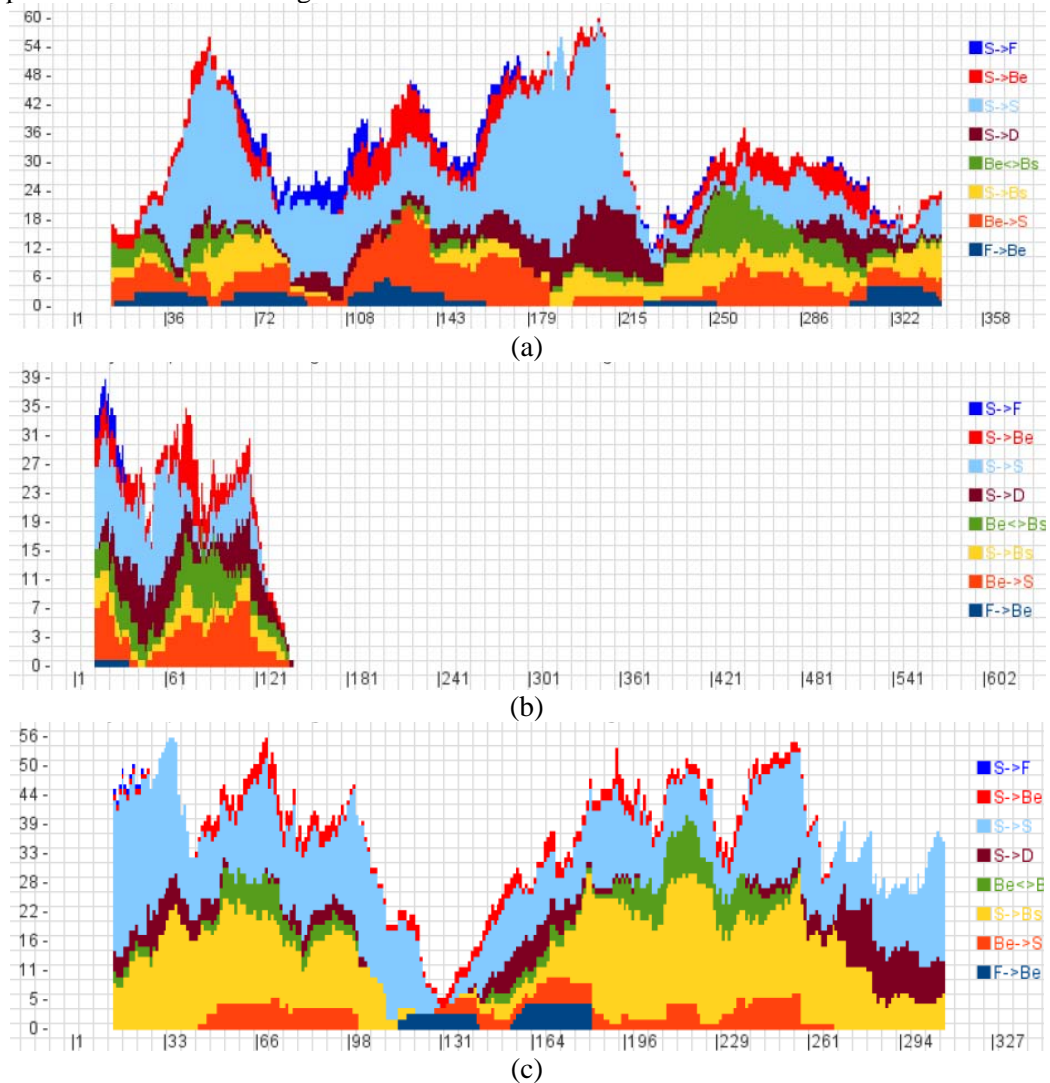 60 -
54 -
48 -
42 -
36 -
30 -
24 -
18 -
12 -
6 -
0 -
|1 |36 |72 |108 |143 |179 |215 |250 |286 |322 |358
S->F
S->Be
S->S
S->D
Be<>Bs
S->Bs
Be->S
F->Be
(a)
39 -
35 -
31 -
27 -
23 -
19 -
15 -
11 -
7 -
3 -
0 -
|1 |61 |121 |181 |241 |301 |361 |421 |481 |541 |602
S->F
S->Be
S->S
S->D
Be<>Bs
S->Bs
Be->S
F->Be
(b)
56 -
50 -
44 -
39 -
33 -
28 -
22 -
16 -
11 -
5 -
0 -
|1 |33 |66 |98 |131 |164 |196 |229 |261 |294 |327
S->F
S->Be
S->S
S->D
Be<>B
S->Bs
Be->S
F->Be
(c)